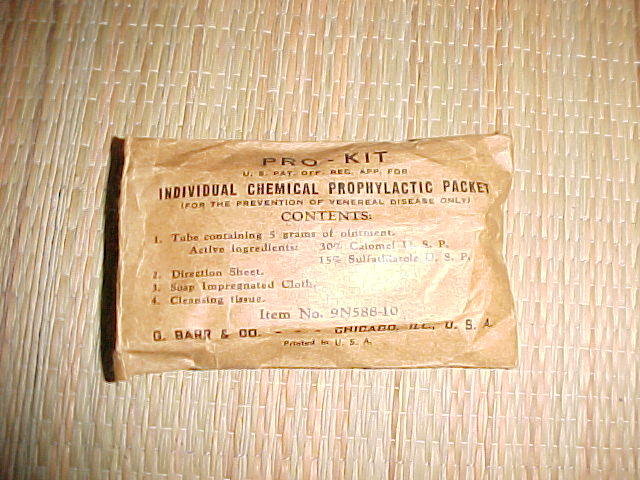 PRO-KIT
U. S. PAT. OFF. REG. APP. FOR
INDIVIDUAL CHEMICAL PROPHYLACTIC PACKET
(FOR THE PREVENTION OF VENEREAL DISEASE ONLY)
CONTENTS:
1. Tube containing 5 grams of ointment.
Active Ingredients: 30% Calomel U. S. P.
15% Sulfathiazole U. S. P.
2. Direction Sheet.
3. Soap Impregnated Cloth.
4. Cleansing tissue.
Item No. 9N588-10
G. BARR & CO. - - - CHICAGO, ILL., U. S. A.
Printed in U. S. A.